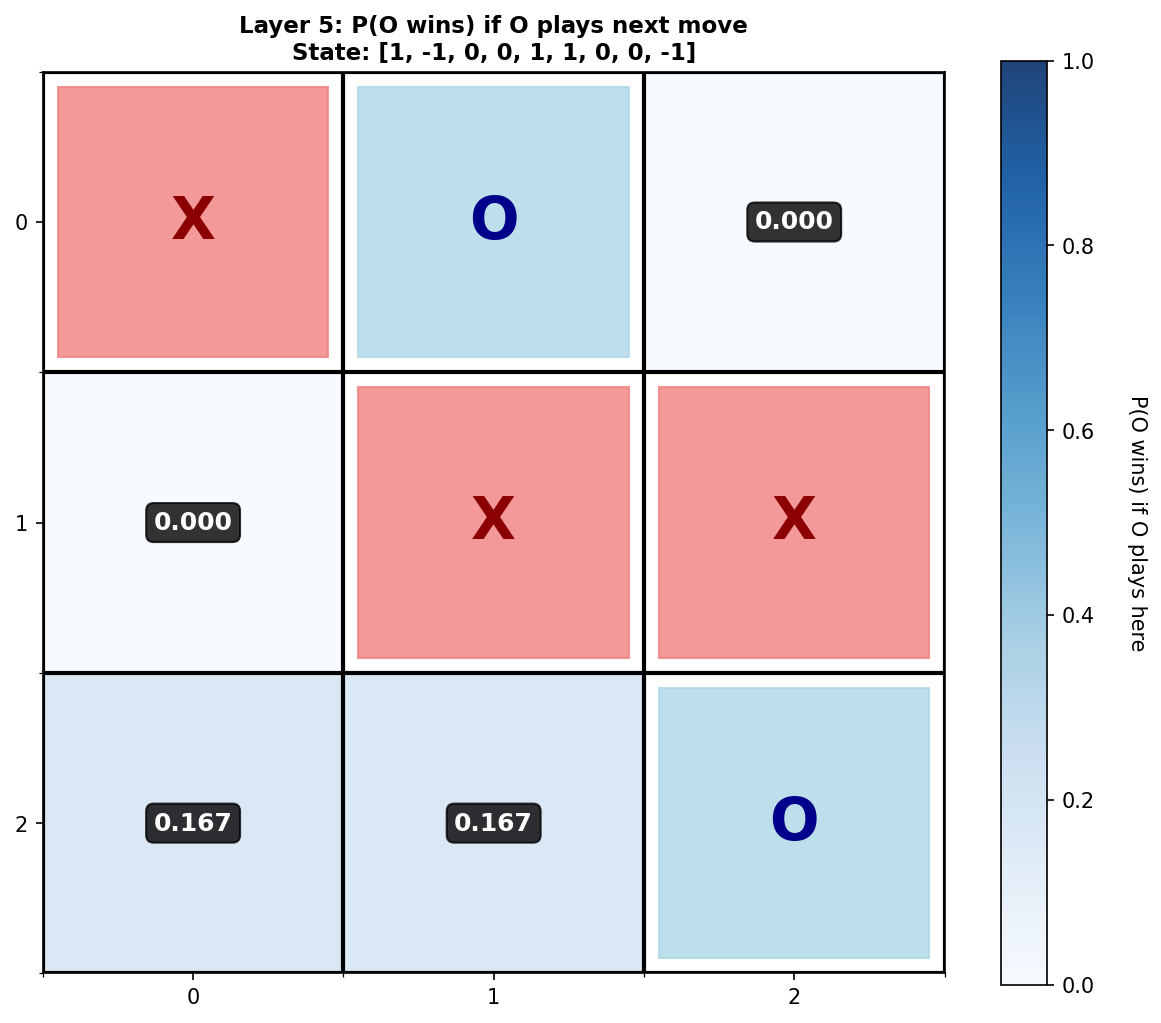 Layer 5: P(O wins) if O plays next move
State: [1, -1, 0, 0, 1, 1, 0, 0, -1]
X
O
0.000
0.000
X
X
0.167
0.167
O
0
1
2
0
1
2
1.0
0.8
0.6
0.4
0.2
0.0
P(O wins) if O plays here